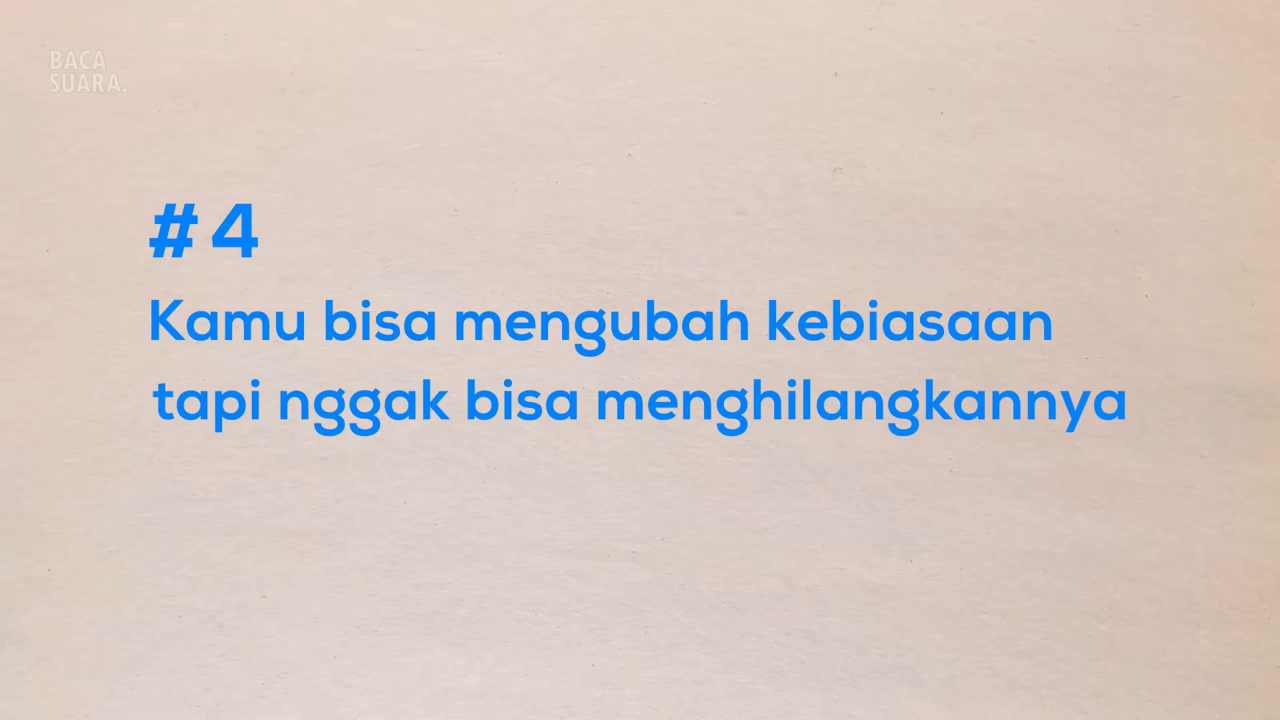 BACA
SUARA.
#4
Kamu bisa mengubah kebiasaan
tapi nggak bisa menghilangkannya